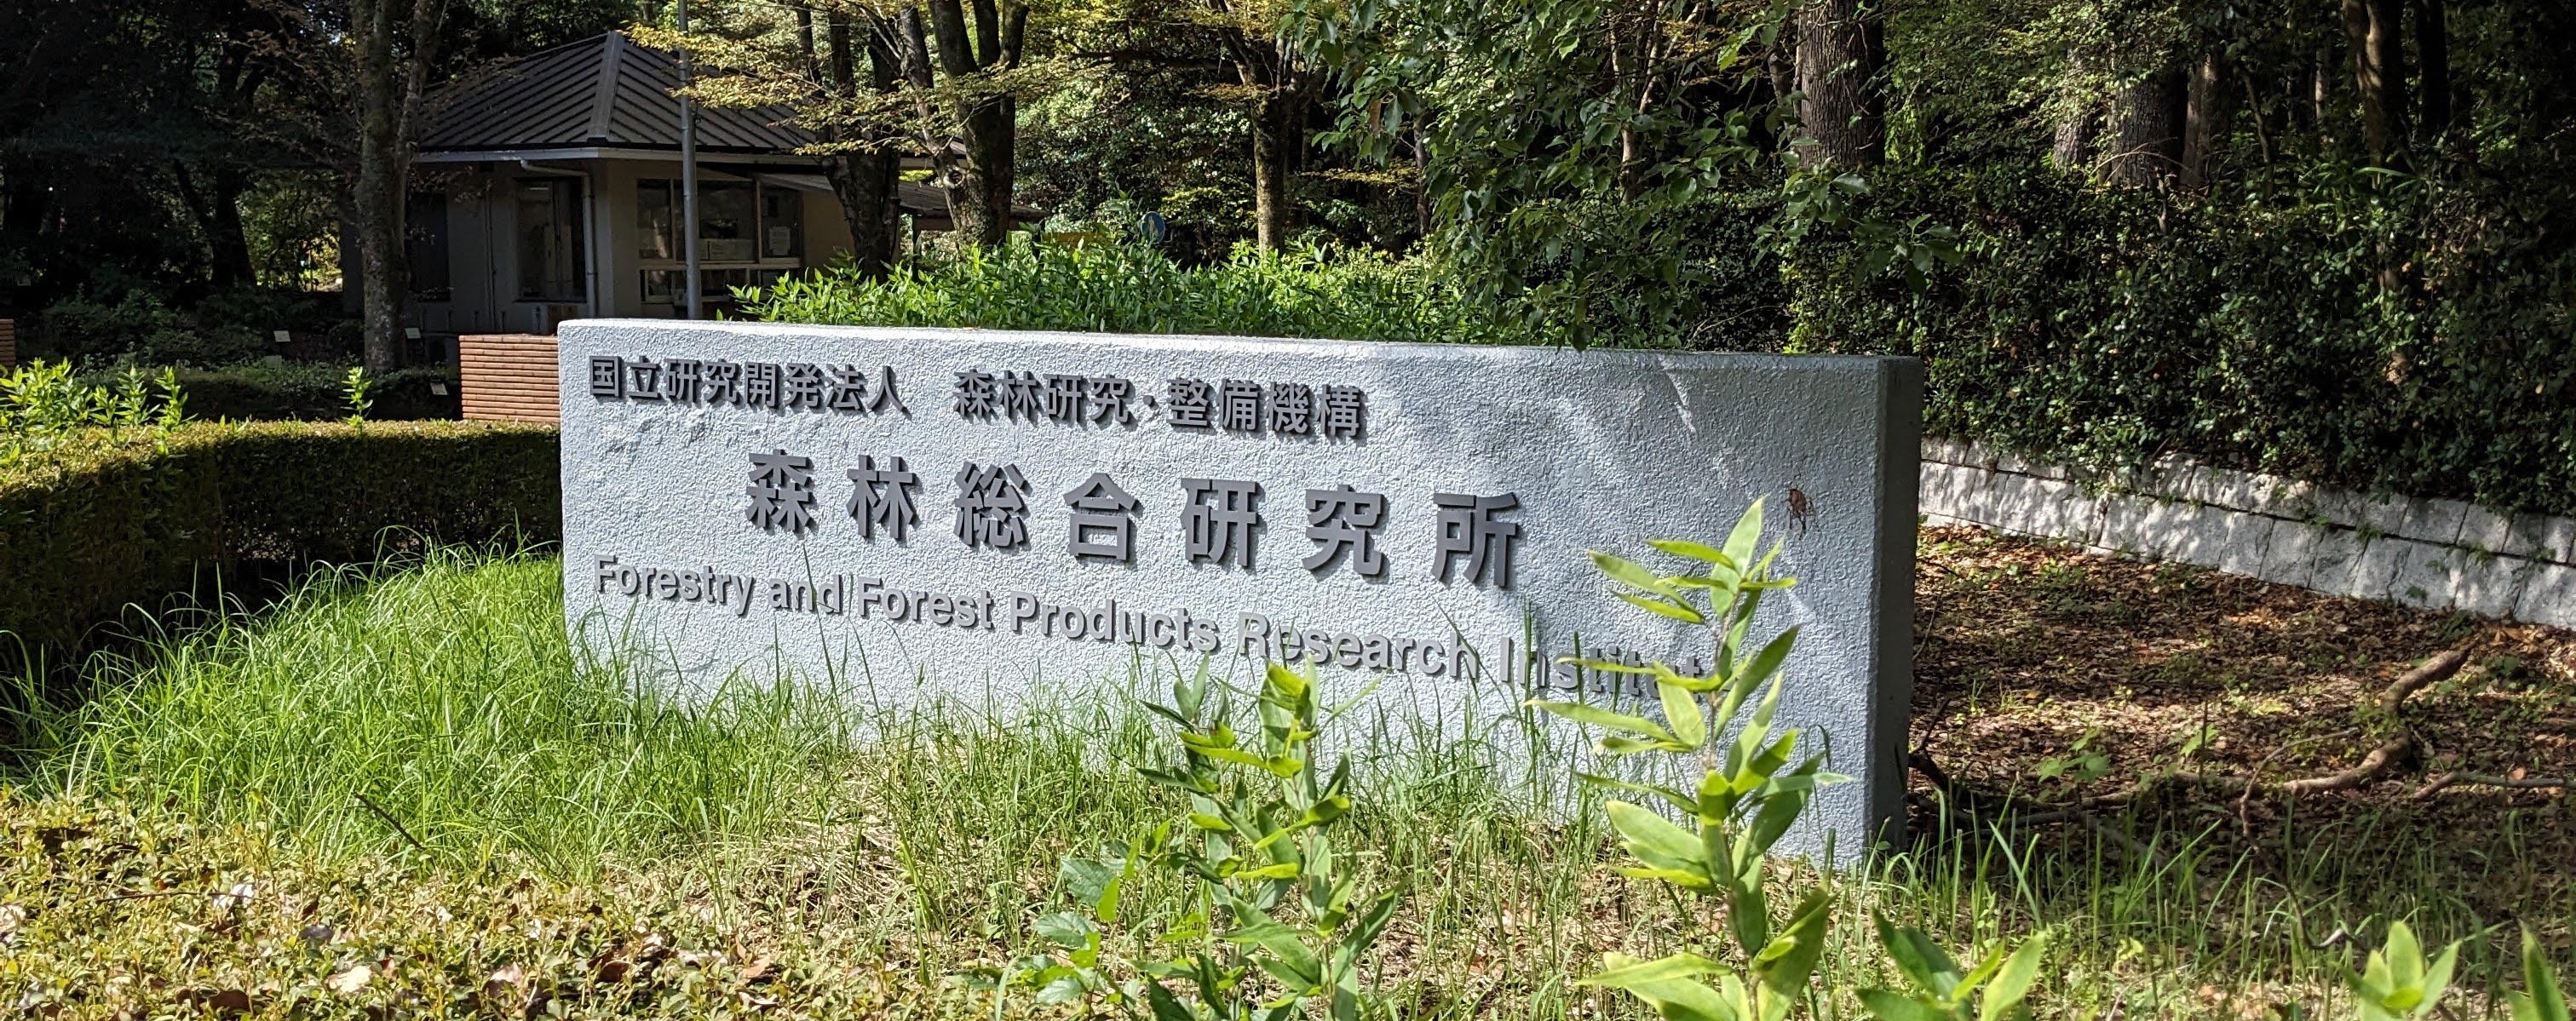 国立研究開発法人　森林研究・整備機構
森林総合研究所
Forestry and Forest Products Research Institute